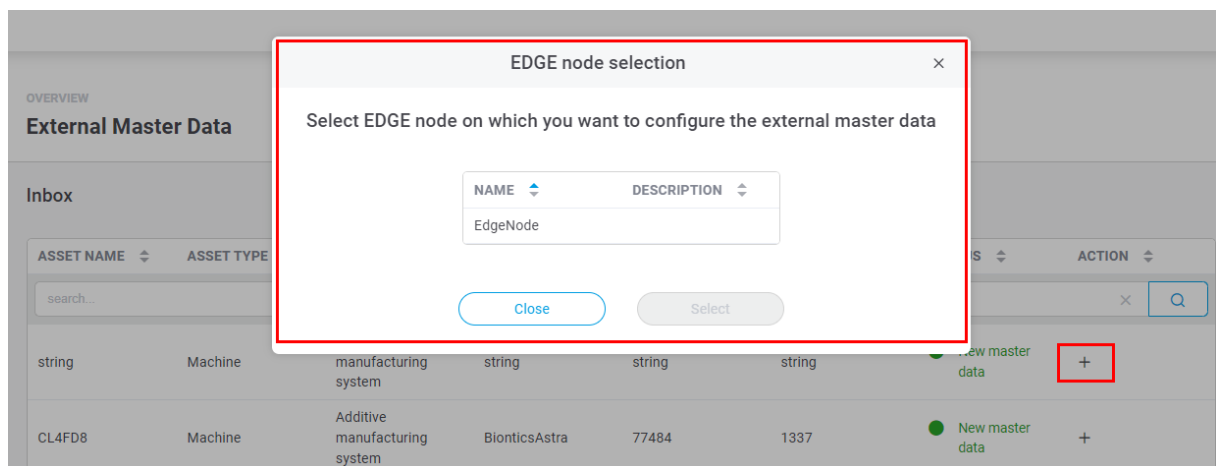 EDGE node selection
Select EDGE node on which you want to configure the external master data
NAME DESCRIPTION
EdgeNode
Close Select
OVERVIEW
External Master Data
Inbox
ASSET NAME ASSET TYPE ACTION
search...
string Machine manufacturing system string string string New master data +
CL4FD8 Machine Additive manufacturing system BionticsAstra 77484 1337 New master data +